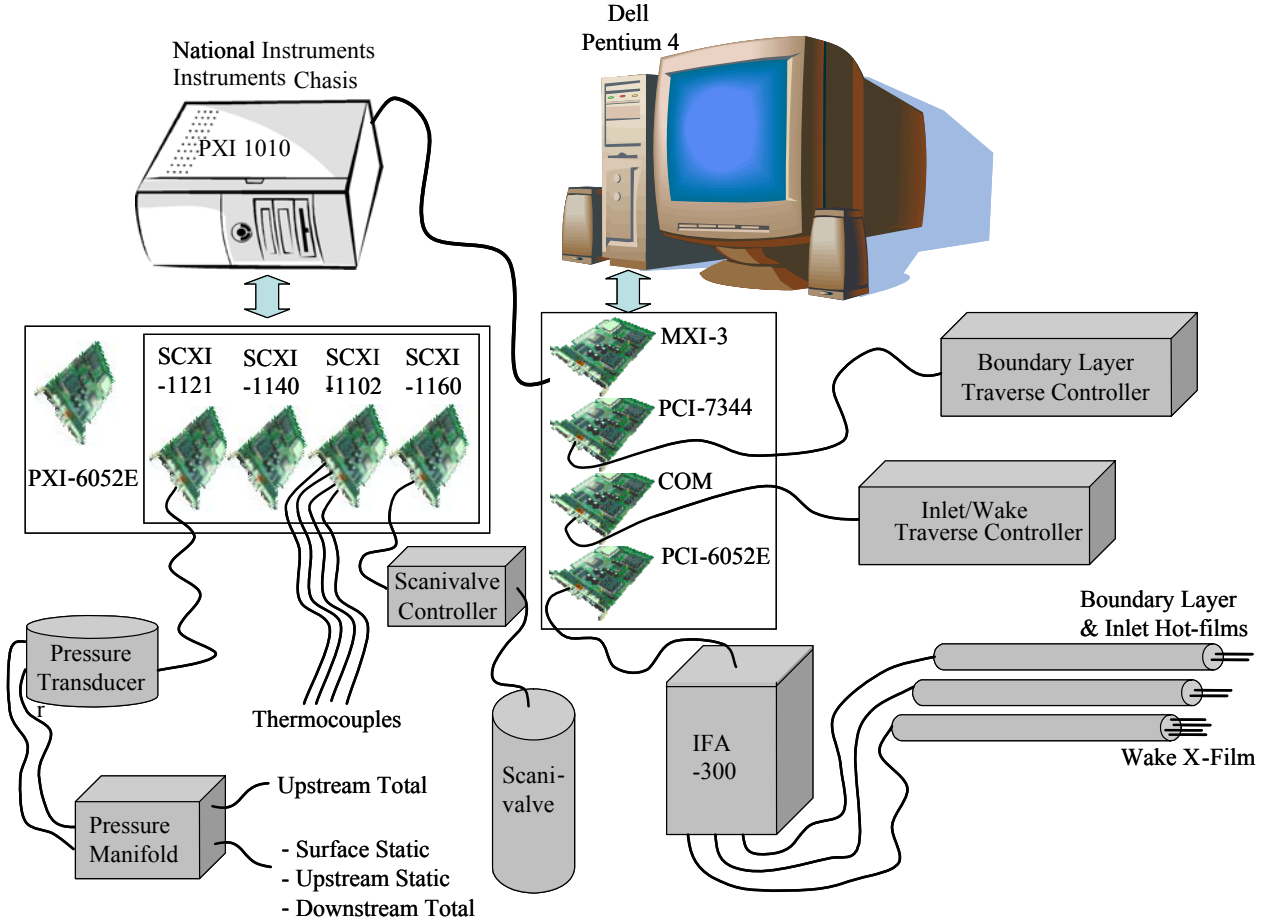 Dell
Pentium 4
National Instruments
Instruments Chasis
PXI 1010
SCXI
-1121
SCXI
-1140
SCXI
-1102
SCXI
-1160
PXI-6052E
MXI-3
PCI-7344
COM
PCI-6052E
Boundary Layer
Traverse Controller
Inlet/Wake
Traverse Controller
Scanivalve
Controller
Boundary Layer
& Inlet Hot-films
Pressure
Transducer
r
Thermocouples
IFA
-300
Wake X-Film
Scani-
valve
Upstream Total
Pressure
Manifold
- Surface Static
- Upstream Static
- Downstream Total